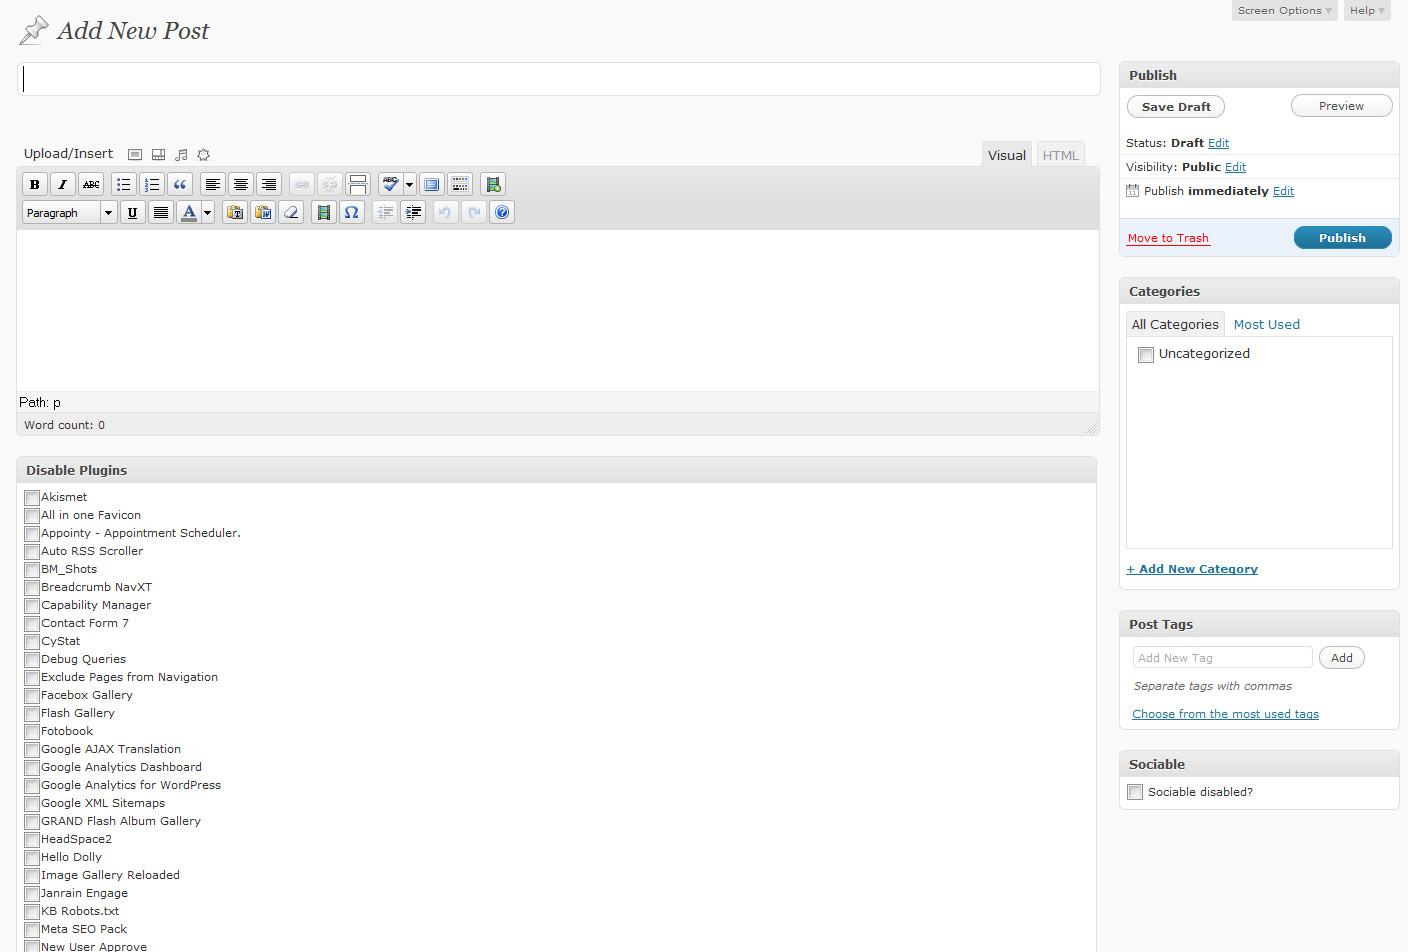 Screen Options
Help
Add New Post
Upload/Insert
Visual
HTML
B I ABC
ABC
Paragraph
U
A
Path: p
Word count: 0
Disable Plugins
Akismet
All in one Favicon
Appointy - Appointment Scheduler.
Auto RSS Scroller
BM_Shots
Breadcrumb NavXT
Capability Manager
Contact Form 7
CyStat
Debug Queries
Exclude Pages from Navigation
Facebox Gallery
Flash Gallery
Fotobook
Google AJAX Translation
Google Analytics Dashboard
Google Analytics for WordPress
Google XML Sitemaps
GRAND Flash Album Gallery
HeadSpace2
Hello Dolly
Image Gallery Reloaded
Janrain Engage
KB Robots.txt
Meta SEO Pack
New User Approve
Publish
Save Draft
Preview
Status: Draft Edit
Visibility: Public Edit
Publish immediately Edit
Move to Trash
Publish
Categories
All Categories
Most Used
Uncategorized
+ Add New Category
Post Tags
Add New Tag
Add
Separate tags with commas
Choose from the most used tags
Sociable
Sociable disabled?